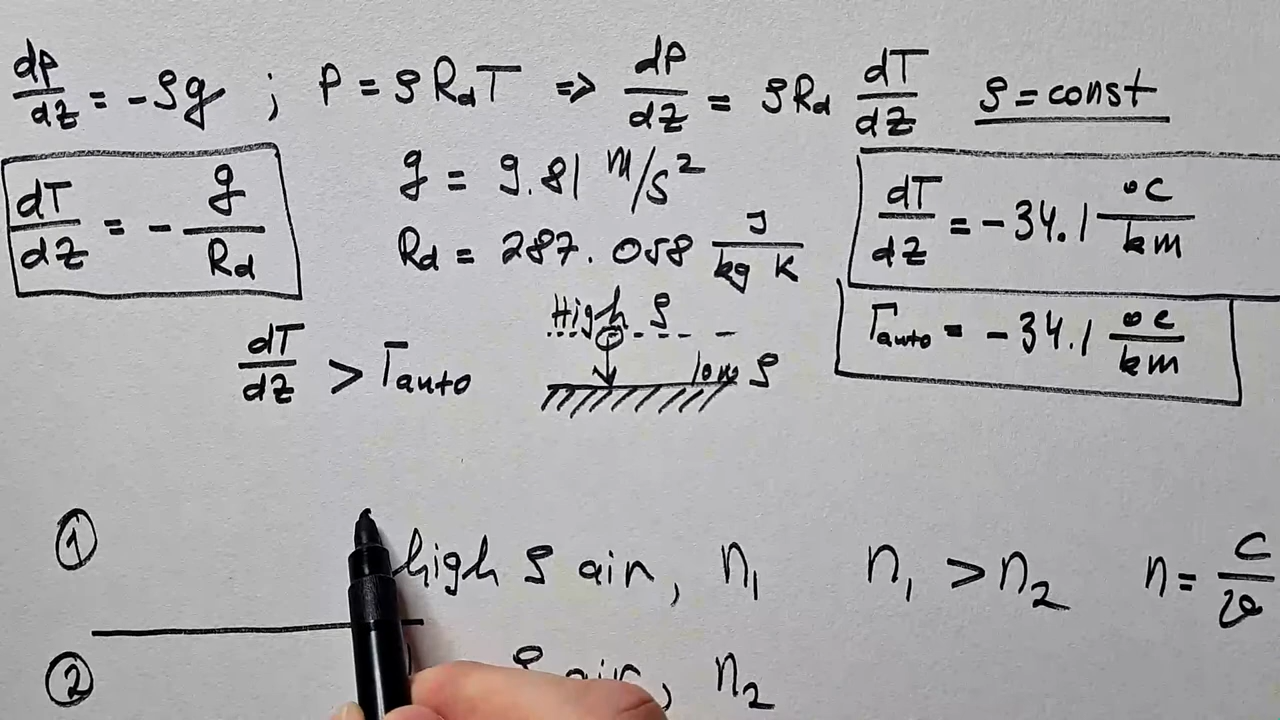 dp/dz = -ρg ; P = ρRdT => dP/dz = ρRd dT/dz ρ = const
dT/dz = - g/Rd
g = 9.81 m/s²
Rd = 287.058 J/kg K
dT/dz = -34.1 °C/km
Γauto = -34.1 °C/km
dT/dz > Γauto
High ρ
low ρ
① high ρ air, n₁ n₁ > n₂ n = c/v
② ρ air, n₂